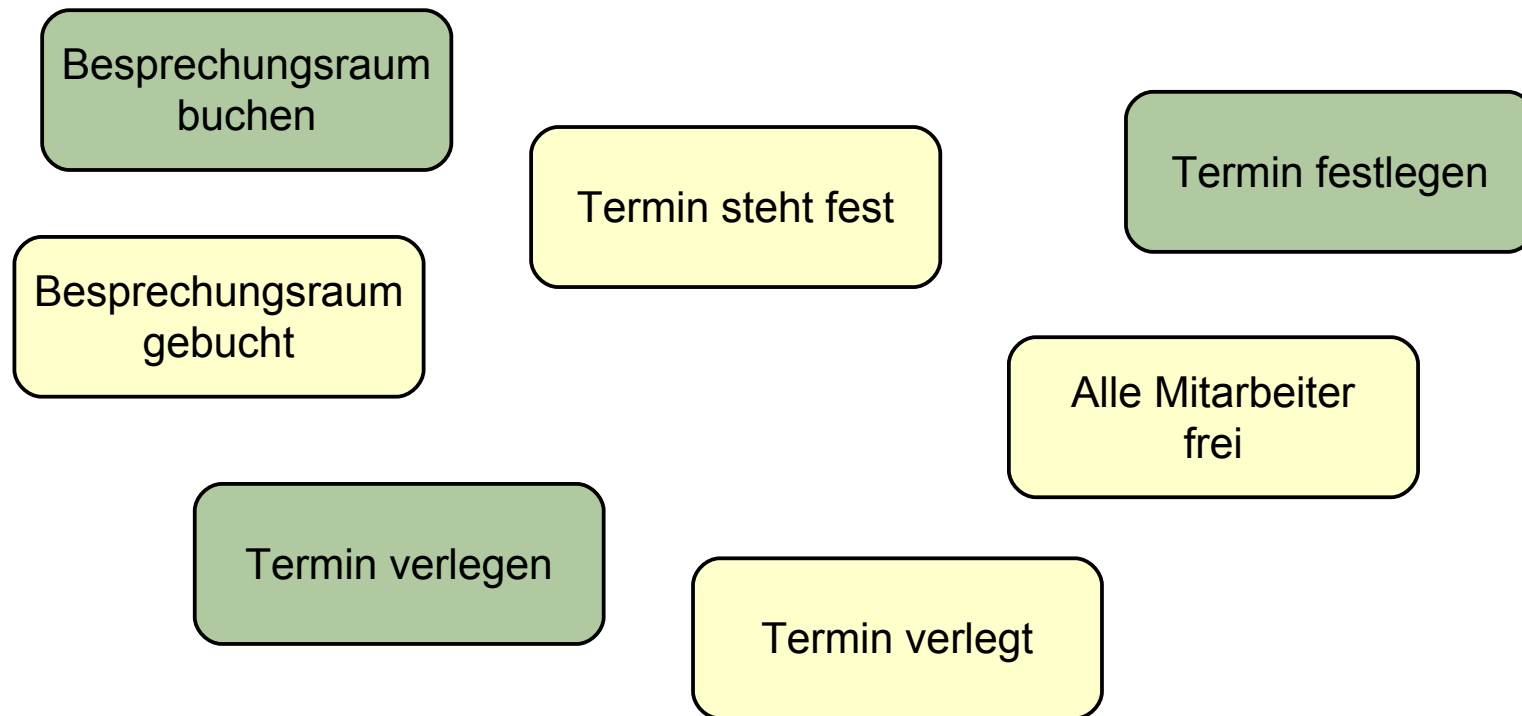 Besprechungsraum
buchen
Termin steht fest
Termin festlegen
Besprechungsraum
gebucht
Alle Mitarbeiter
frei
Termin verlegen
Termin verlegt